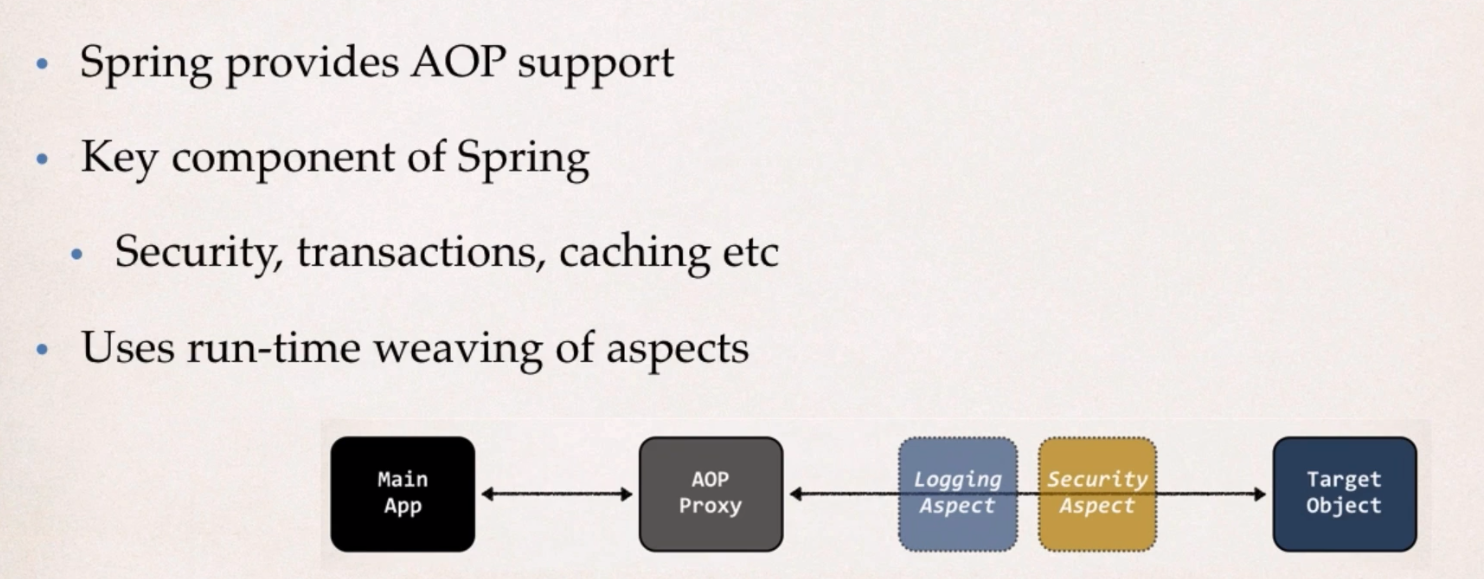 Spring provides AOP support
Key component of Spring
Security, transactions, caching etc
Uses run-time weaving of aspects
Main
App
AOP
Proxy
Logging
Aspect
Security
Aspect
Target
Object